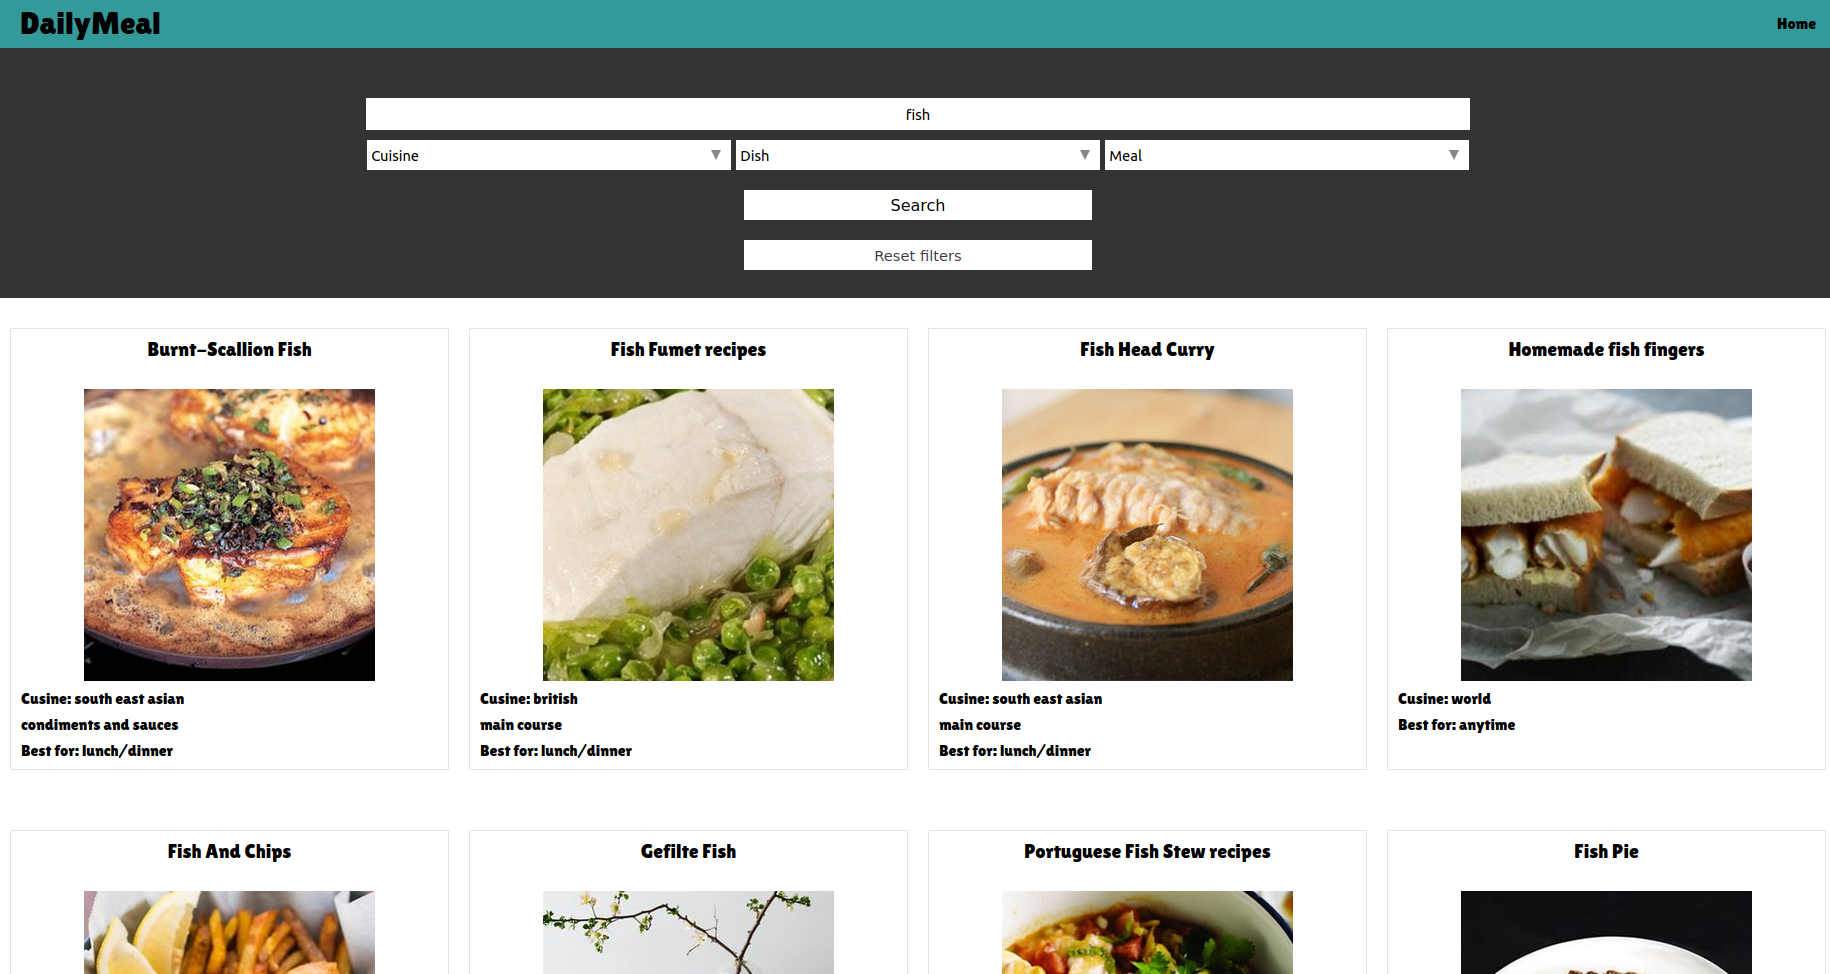 DailyMeal
Home
fish
Cuisine
Dish
Meal
Search
Reset filters
Burnt-Scallion Fish
Fish Fumet recipes
Fish Head Curry
Homemade fish fingers
Cusine: south east asian
condiments and sauces
Best for: lunch/dinner
Cusine: british
main course
Best for: lunch/dinner
Cusine: south east asian
main course
Best for: lunch/dinner
Cusine: world
Best for: anytime
Fish And Chips
Gefilte Fish
Portuguese Fish Stew recipes
Fish Pie